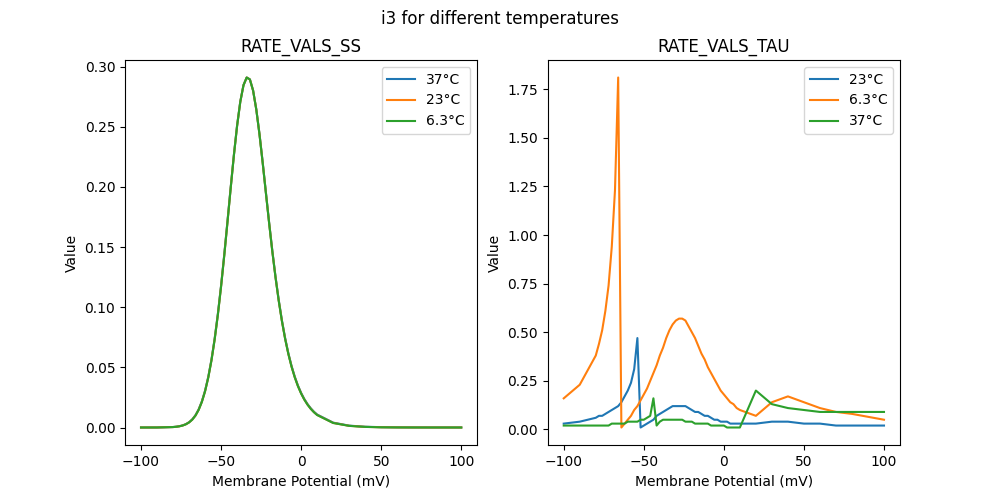 i3 for different temperatures
RATE_VALS_SS
0.30
0.25
0.20
0.15
0.10
0.05
0.00
Value
−100
−50
0
50
100
Membrane Potential (mV)
37°C
23°C
6.3°C
RATE_VALS_TAU
1.75
1.50
1.25
1.00
0.75
0.50
0.25
0.00
Value
−100
−50
0
50
100
Membrane Potential (mV)
23°C
6.3°C
37°C